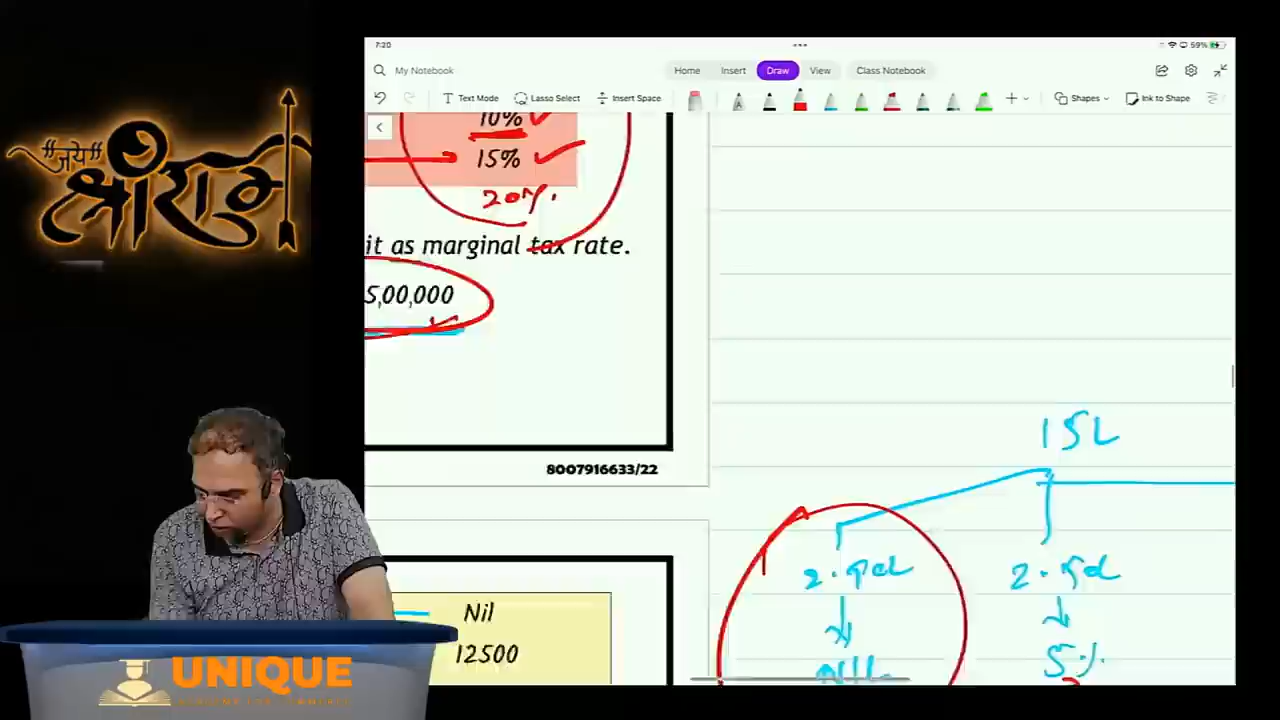 7:20
59%
My Notebook
Home Insert Draw View Class Notebook
Text Mode Lasso Select Insert Space Shapes Ink to Shape
10%
15%
20%.
it as marginal tax rate.
5,00,000
8007916633/22
15L
2.5L
2.5L
Nil
5%.
Nil
12500
॥जय॥
श्रीराम
UNIQUE